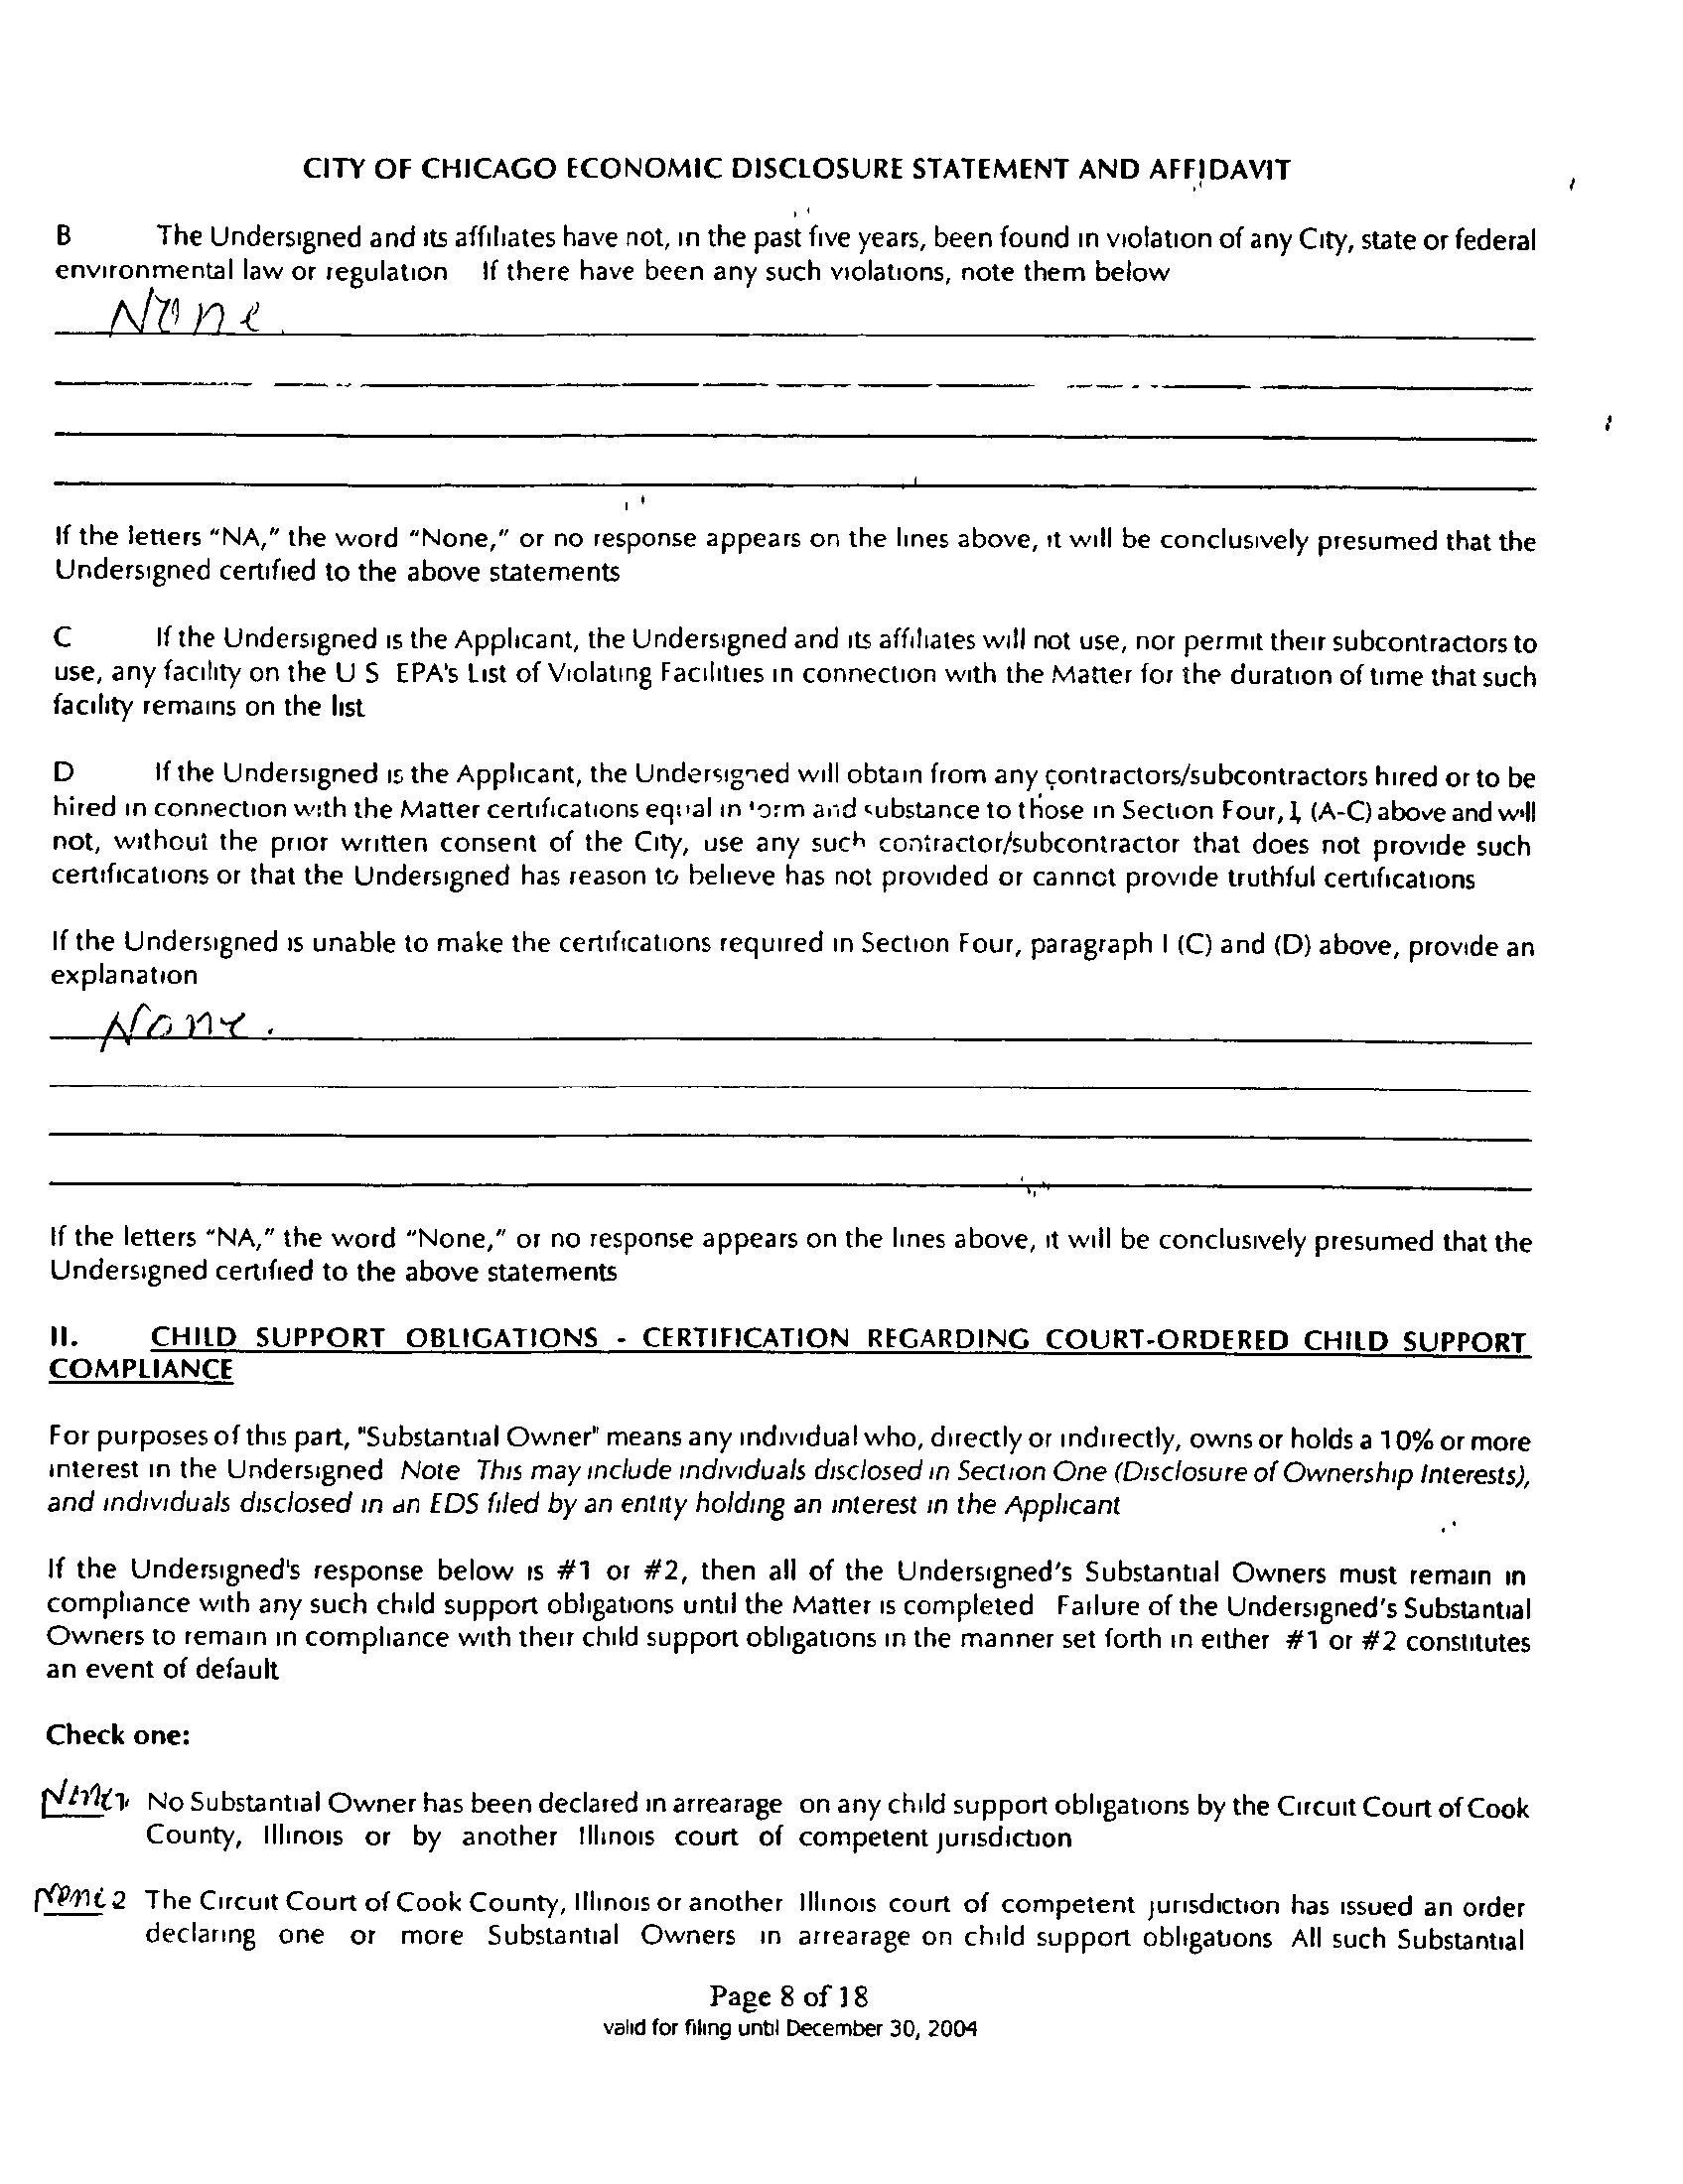 CITY OF CHICAGO ECONOMIC DISCLOSURE STATEMENT AND AFFIDAVIT
B The Undersigned and its affiliates have not, in the past five years, been found in violation of any City, state or federal
environmental law or regulation If there have been any such violations, note them below
None
If the letters "NA," the word "None," or no response appears on the lines above, it will be conclusively presumed that the
Undersigned certified to the above statements
C If the Undersigned is the Applicant, the Undersigned and its affiliates will not use, nor permit their subcontractors to
use, any facility on the U S EPA's List of Violating Facilities in connection with the Matter for the duration of time that such
facility remains on the list
D If the Undersigned is the Applicant, the Undersigned will obtain from any contractors/subcontractors hired or to be
hired in connection with the Matter certifications equal in form and substance to those in Section Four, I, (A-C) above and will
not, without the prior written consent of the City, use any such contractor/subcontractor that does not provide such
certifications or that the Undersigned has reason to believe has not provided or cannot provide truthful certifications
If the Undersigned is unable to make the certifications required in Section Four, paragraph I (C) and (D) above, provide an
explanation
None.
If the letters "NA," the word "None," or no response appears on the lines above, it will be conclusively presumed that the
Undersigned certified to the above statements
II. CHILD SUPPORT OBLIGATIONS - CERTIFICATION REGARDING COURT-ORDERED CHILD SUPPORT
COMPLIANCE
For purposes of this part, "Substantial Owner" means any individual who, directly or indirectly, owns or holds a 10% or more
interest in the Undersigned Note This may include individuals disclosed in Section One (Disclosure of Ownership Interests),
and individuals disclosed in an EDS filed by an entity holding an interest in the Applicant
If the Undersigned's response below is #1 or #2, then all of the Undersigned's Substantial Owners must remain in
compliance with any such child support obligations until the Matter is completed Failure of the Undersigned's Substantial
Owners to remain in compliance with their child support obligations in the manner set forth in either #1 or #2 constitutes
an event of default
Check one:
None 1 No Substantial Owner has been declared in arrearage on any child support obligations by the Circuit Court of Cook
County, Illinois or by another Illinois court of competent jurisdiction
None 2 The Circuit Court of Cook County, Illinois or another Illinois court of competent jurisdiction has issued an order
declaring one or more Substantial Owners in arrearage on child support obligations All such Substantial
Page 8 of 18
valid for filing until December 30, 2004